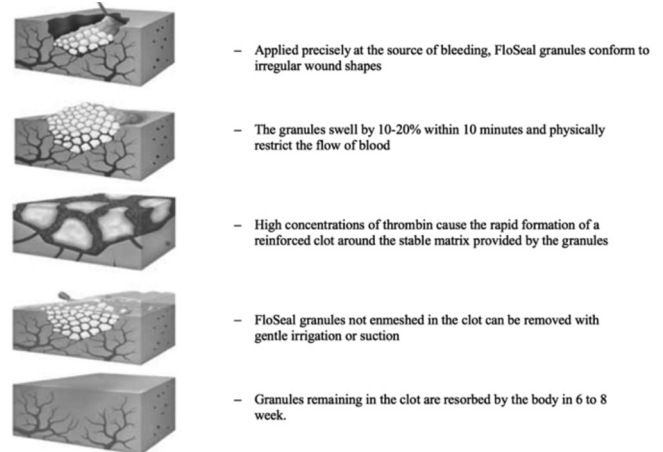 – Applied precisely at the source of bleeding, FloSeal granules conform to
irregular wound shapes
– The granules swell by 10-20% within 10 minutes and physically
restrict the flow of blood
– High concentrations of thrombin cause the rapid formation of a
reinforced clot around the stable matrix provided by the granules
– FloSeal granules not enmeshed in the clot can be removed with
gentle irrigation or suction
– Granules remaining in the clot are resorbed by the body in 6 to 8
week.